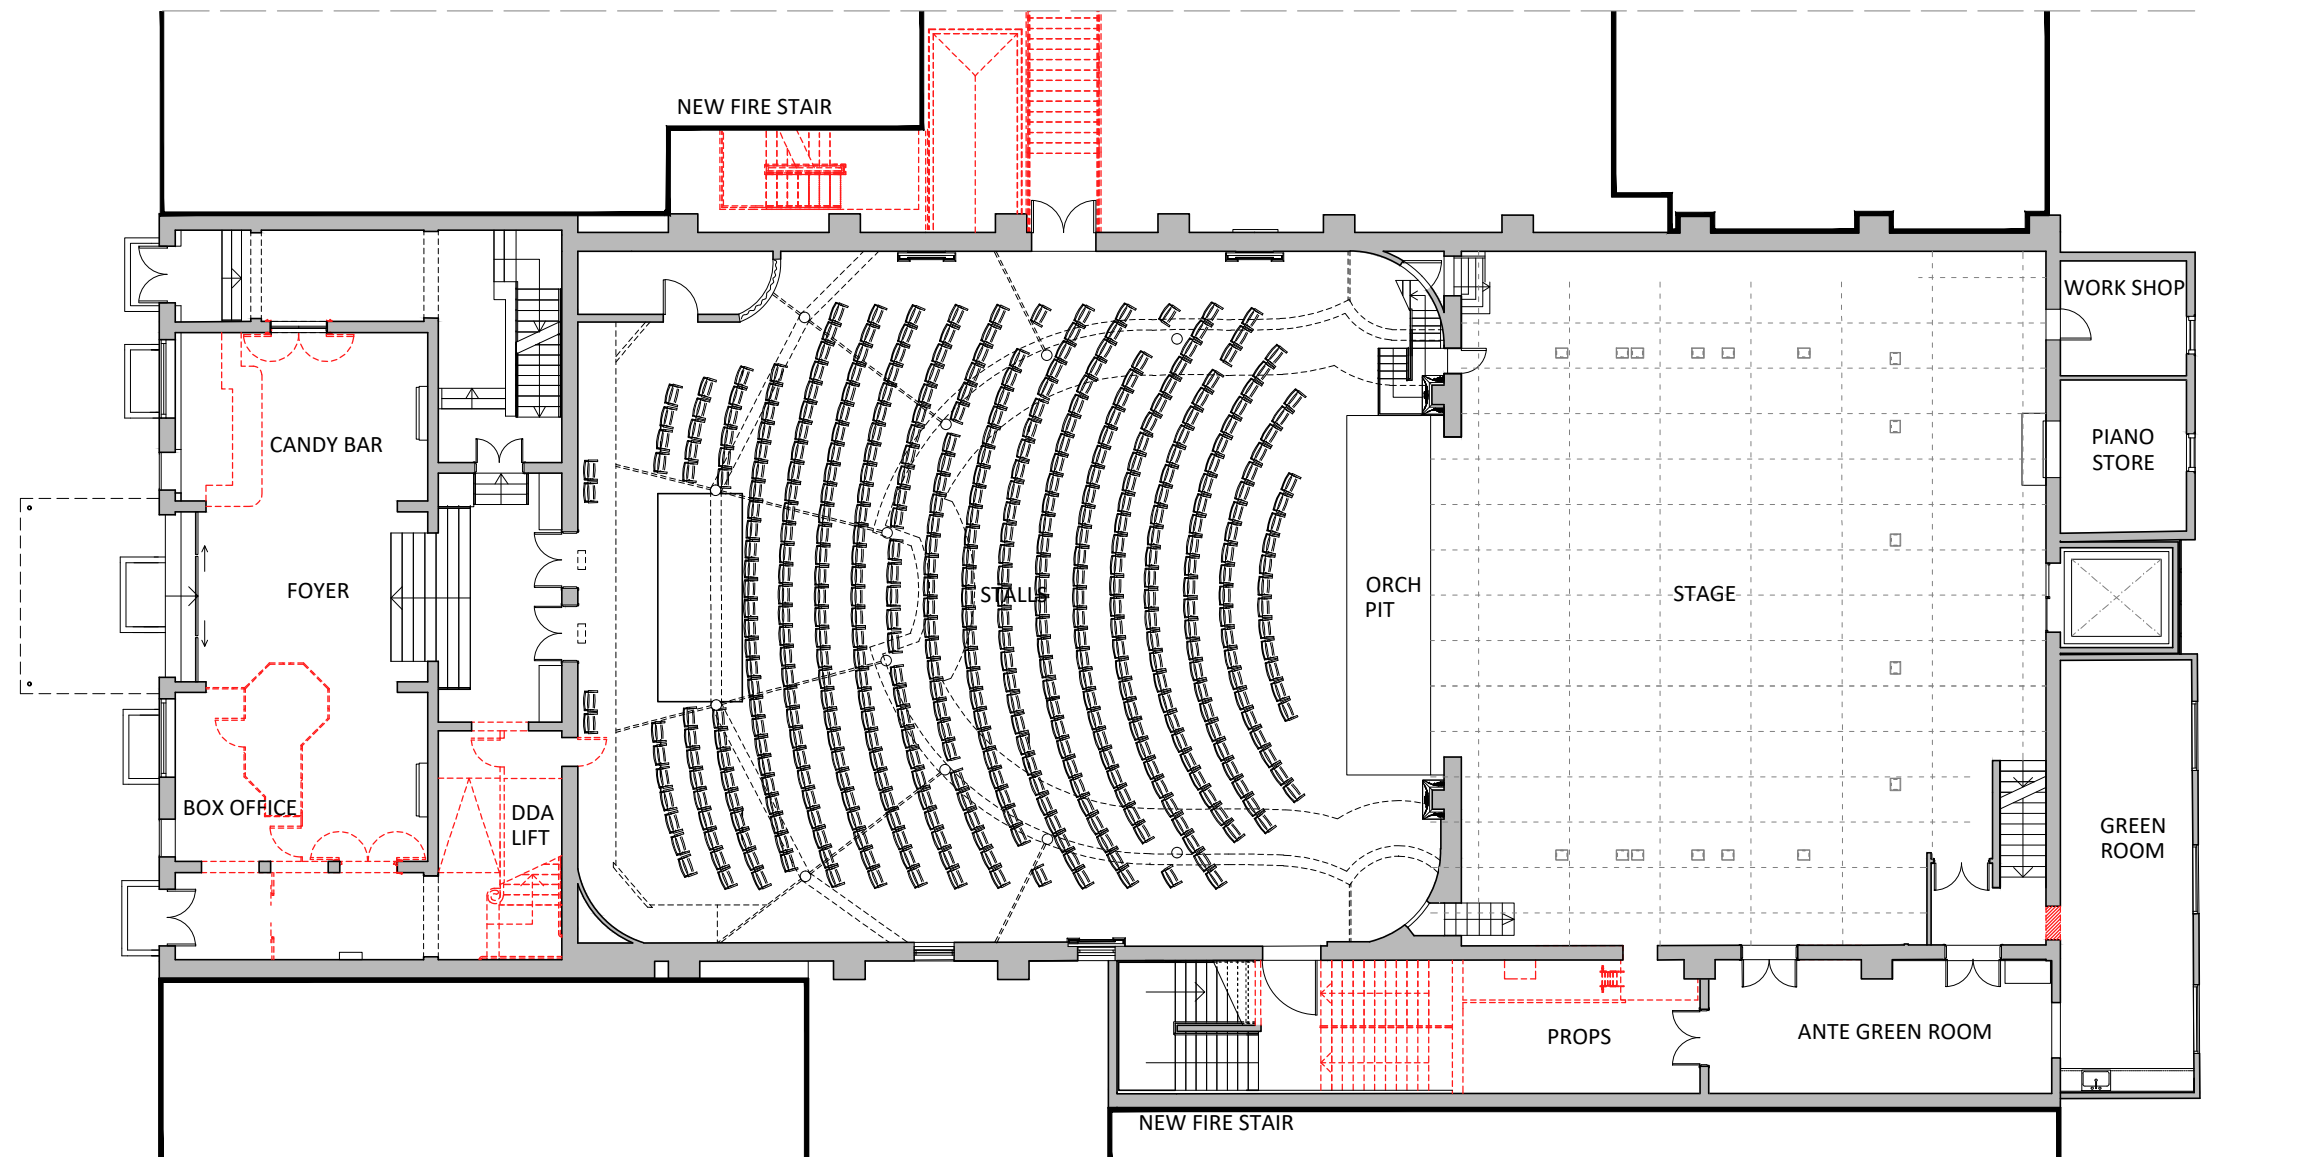 NEW FIRE STAIR
WORK SHOP
CANDY BAR
PIANO
STORE
FOYER
STALLS
ORCH
PIT
STAGE
BOX OFFICE
DDA
LIFT
GREEN
ROOM
PROPS
ANTE GREEN ROOM
NEW FIRE STAIR